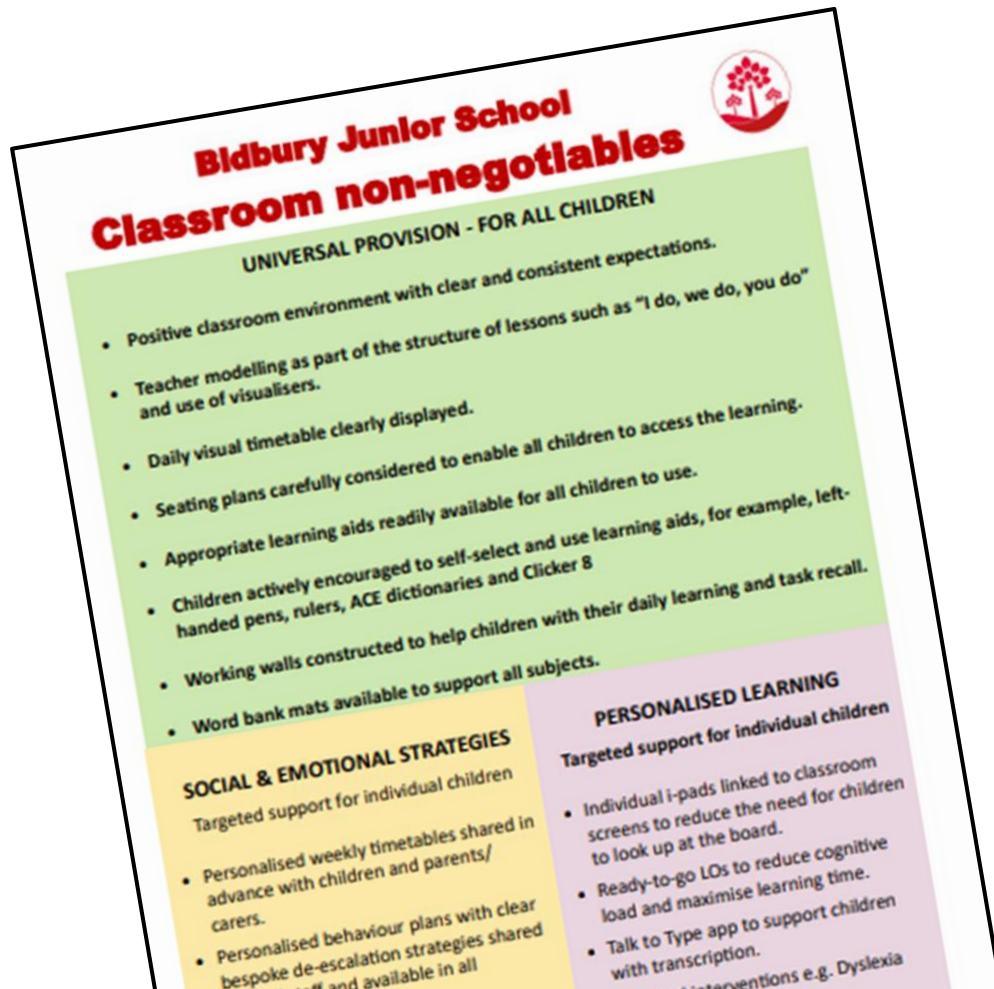 Bidbury Junior School
Classroom non-negotiables
UNIVERSAL PROVISION - FOR ALL CHILDREN
• Positive classroom environment with clear and consistent expectations.
• Teacher modelling as part of the structure of lessons such as “I do, we do, you do”
and use of visualisers.
• Daily visual timetable clearly displayed.
• Seating plans carefully considered to enable all children to access the learning.
• Appropriate learning aids readily available for all children to use.
• Children actively encouraged to self-select and use learning aids, for example, left-
handed pens, rulers, ACE dictionaries and Clicker 8
• Working walls constructed to help children with their daily learning and task recall.
• Word bank mats available to support all subjects.
SOCIAL & EMOTIONAL STRATEGIES
Targeted support for individual children
• Personalised weekly timetables shared in
advance with children and parents/
carers.
• Personalised behaviour plans with clear
bespoke de-escalation strategies shared
and available in all
PERSONALISED LEARNING
Targeted support for individual children
• Individual i-pads linked to classroom
screens to reduce the need for children
to look up at the board.
• Ready-to-go LOs to reduce cognitive
load and maximise learning time.
• Talk to Type app to support children
with transcription.
interventions e.g. Dyslexia